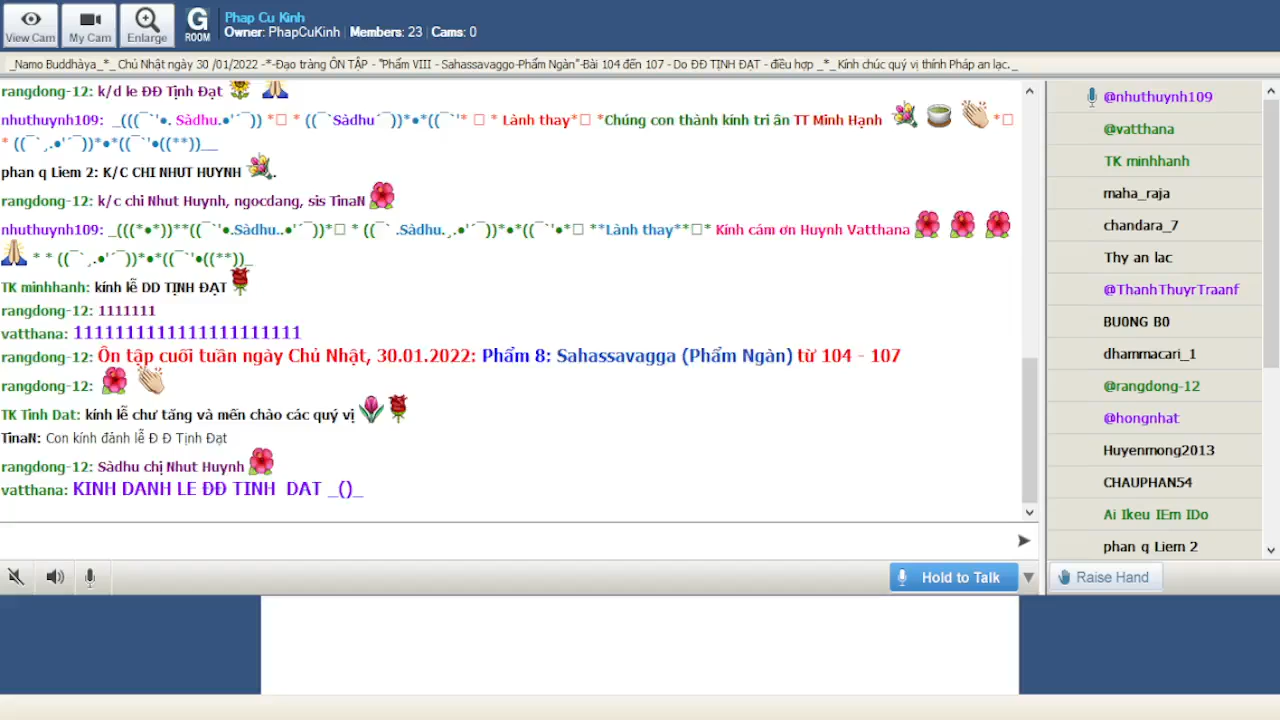 View Cam
My Cam
Enlarge
G
ROOM
Phap Cu Kinh
Owner: PhapCuKinh Members: 23 Cams: 0
_Namo Buddhàya_*_ Chủ Nhật ngày 30 /01/2022 -*-Đạo tràng ÔN TẬP - "Phẩm VIII - Sahassavaggo-Phẩm Ngàn"-Bài 104 đến 107 - Do ĐĐ TỊNH ĐẠT - điều hợp _*_Kính chúc quý vị thính Pháp an lạc._
rangdong-12: k/d le ĐĐ Tịnh Đạt
nhuthuynh109: _(((¯`'•. Sàdhu.•'´¯)) *□ * ((¯`Sàdhu´¯))*•*((¯`'* □ * Lành thay*□ *Chúng con thành kính tri ân TT Minh Hạnh *□
* ((¯`¸.•'´¯))*•*((¯`'•((**))__
phan q Liem 2: K/C CHI NHUT HUYNH .
rangdong-12: k/c chi Nhut Huynh, ngocdang, sis TinaN
nhuthuynh109: _(((*•*))**((¯`'•.Sàdhu..•'´¯))*□ * ((¯` .Sàdhu.¸.•'´¯))*•*((¯`'•*□ **Lành thay**□* Kính cám ơn Huynh Vatthana
* * ((¯`¸.•'´¯))*•*((¯`'•((**))_
TK minhhanh: kính lễ DD TỊNH ĐẠT
rangdong-12: 1111111
vatthana: 1111111111111111111111
rangdong-12: Ôn tập cuối tuần ngày Chủ Nhật, 30.01.2022: Phẩm 8: Sahassavagga (Phẩm Ngàn) từ 104 - 107
rangdong-12:
TK Tinh Dat: kính lễ chư tăng và mến chào các quý vị
TinaN: Con kính đảnh lễ Đ Đ Tịnh Đạt
rangdong-12: Sàdhu chị Nhut Huynh
vatthana: KINH DANH LE ĐĐ TINH DAT _()_
Hold to Talk
@nhuthuynh109
@vatthana
TK minhhanh
maha_raja
chandara_7
Thy an lac
@ThanhThuyrTraanf
BU0NG B0
dhammacari_1
@rangdong-12
@hongnhat
Huyenmong2013
CHAUPHAN54
Ai Ikeu IEm IDo
phan q Liem 2
Raise Hand